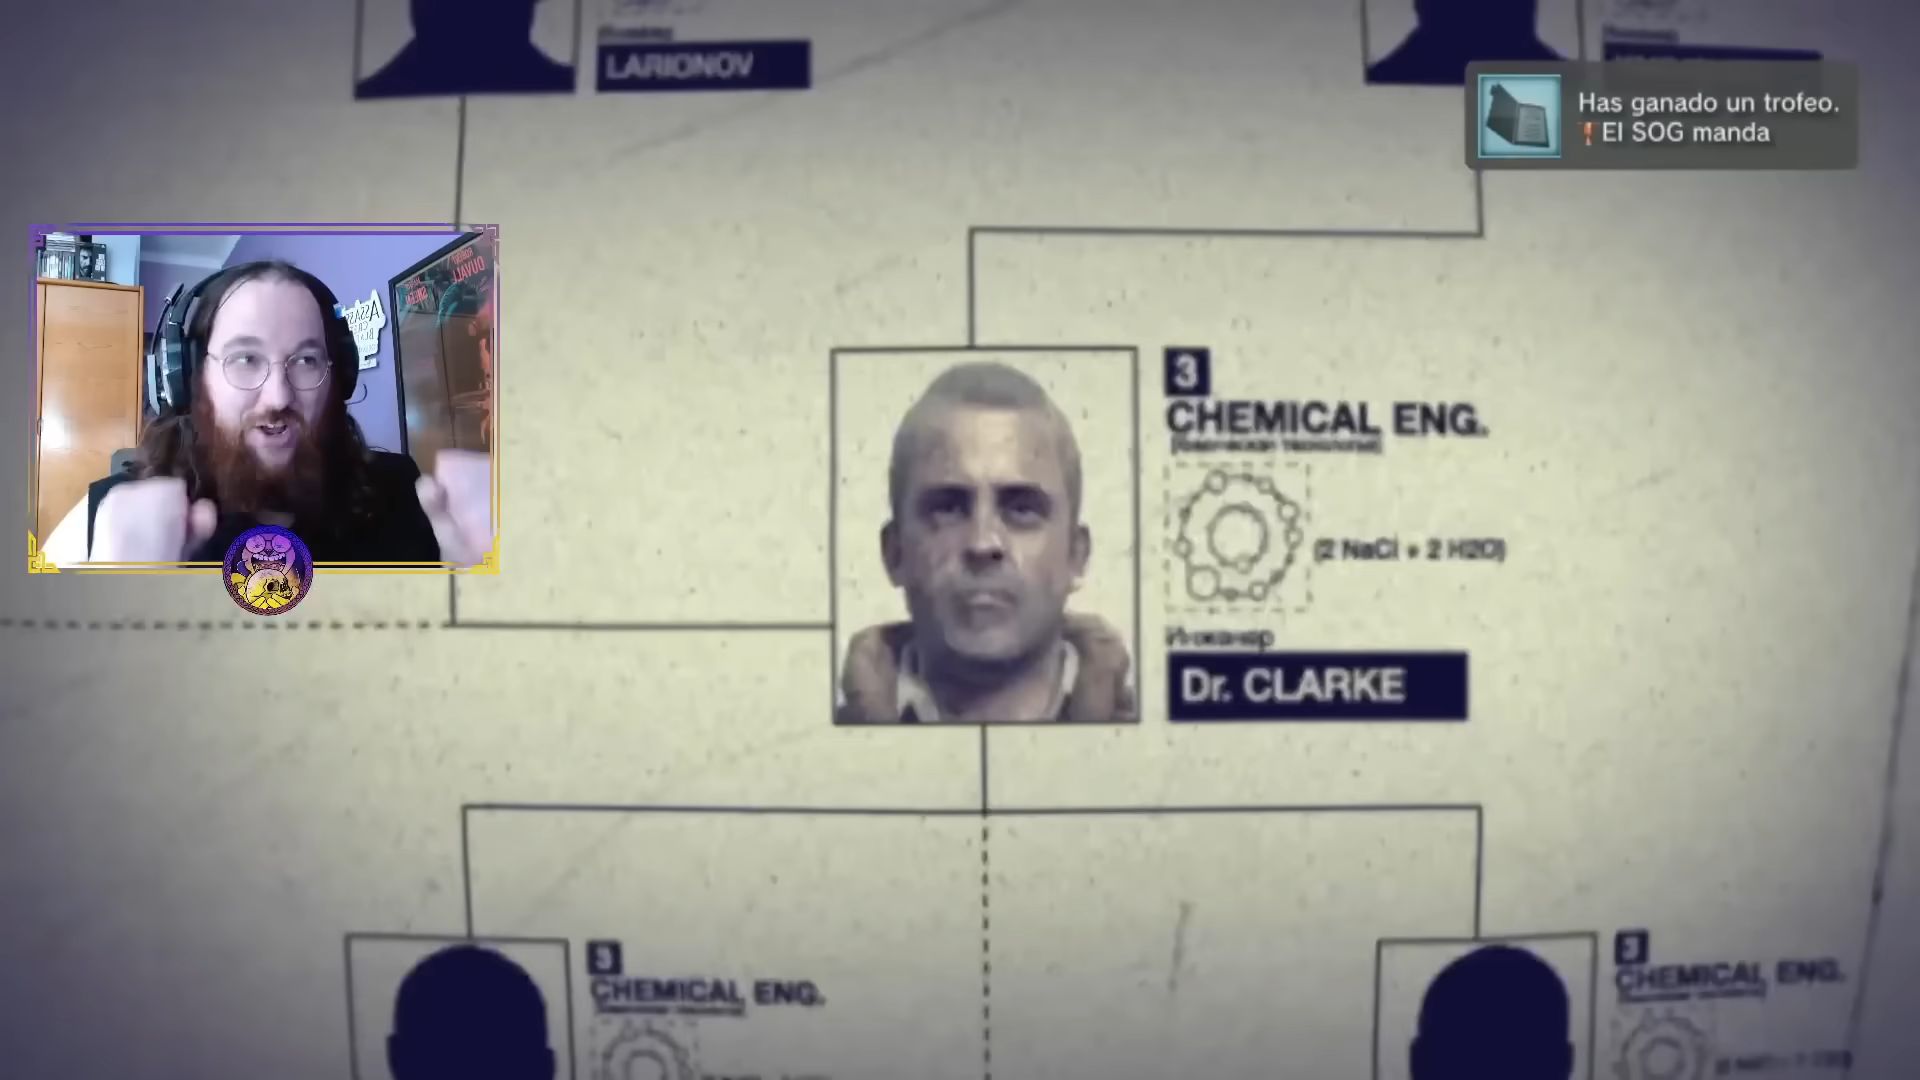 LARIONOV
Has ganado un trofeo.
El SOG manda
3
CHEMICAL ENG.
(2 NaCl + 2 H2O)
Инженер
Dr. CLARKE
3
CHEMICAL ENG.
3
CHEMICAL ENG.